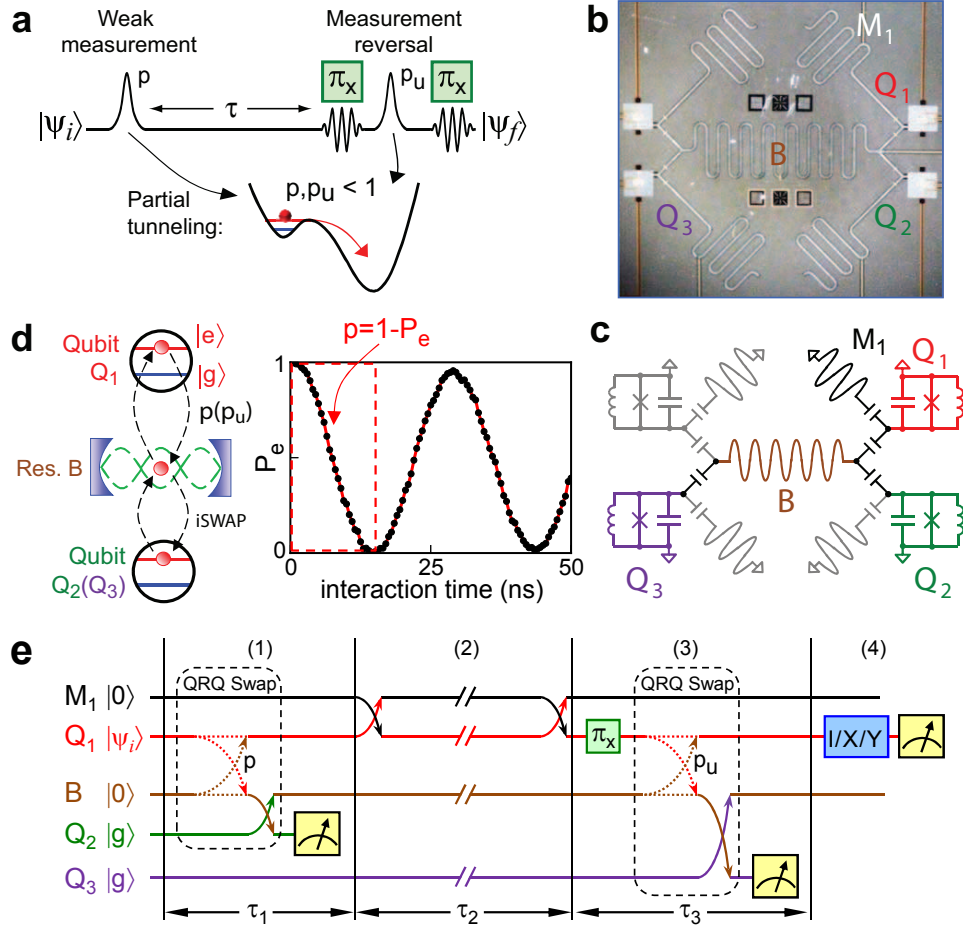 a
Weak
measurement
Measurement
reversal
p
τ
πx
pu
πx
|Ψi⟩
|Ψf⟩
p,pu < 1
Partial
tunneling:
b
M1
Q1
B
Q3
Q2
c
M1
Q1
B
Q3
Q2
d
Qubit
Q1
|e⟩
|g⟩
p(pu)
Res. B
iSWAP
Qubit
Q2(Q3)
p=1-Pe
1
Pe
0
0
25
50
interaction time (ns)
e
(1)
(2)
(3)
(4)
QRQ Swap
QRQ Swap
M1 |0⟩
Q1 |Ψi⟩
p
πx
pu
I/X/Y
B |0⟩
Q2 |g⟩
Q3 |g⟩
τ1
τ2
τ3